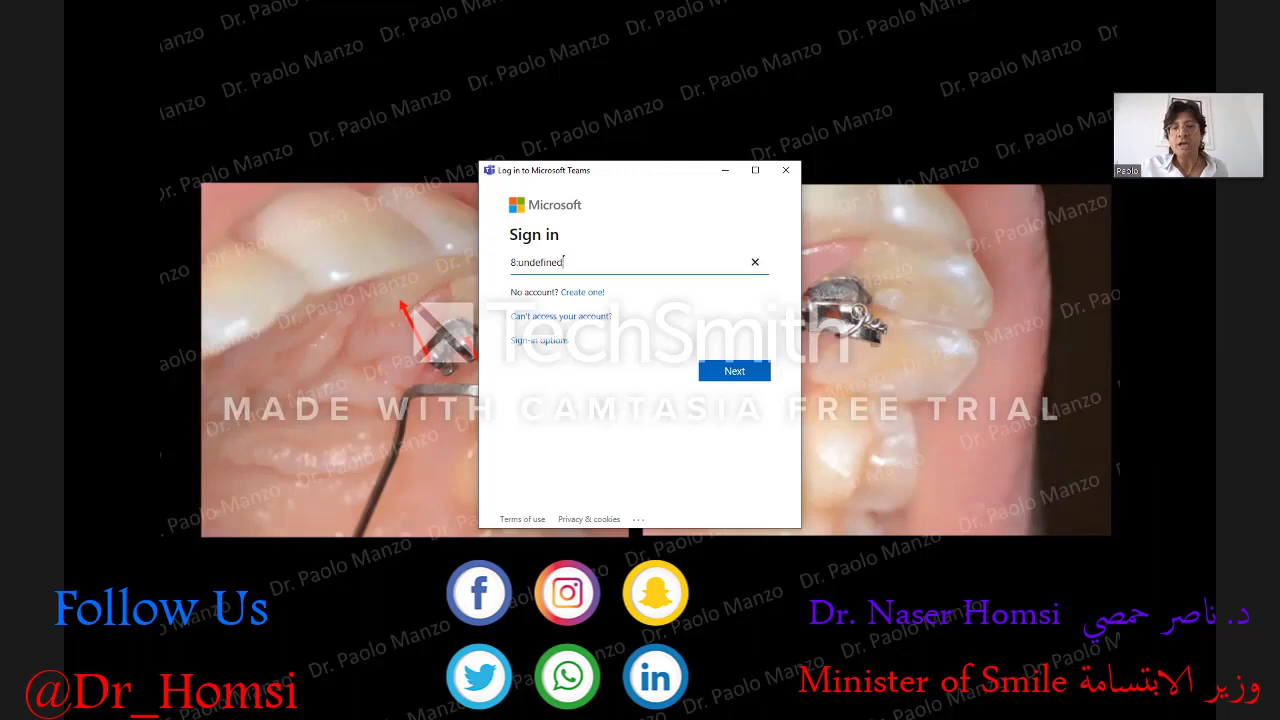 Dr. Paolo Manzo
Paolo
Log in to Microsoft Teams
Microsoft
Sign in
8:undefined
No account? Create one!
Can't access your account?
Sign-in options
Next
TechSmith
MADE WITH CAMTASIA FREE TRIAL
Terms of use Privacy & cookies ...
Follow Us
@Dr_Homsi
Dr. Naser Homsi د. ناصر حمصي
Minister of Smile وزير الابتسامة